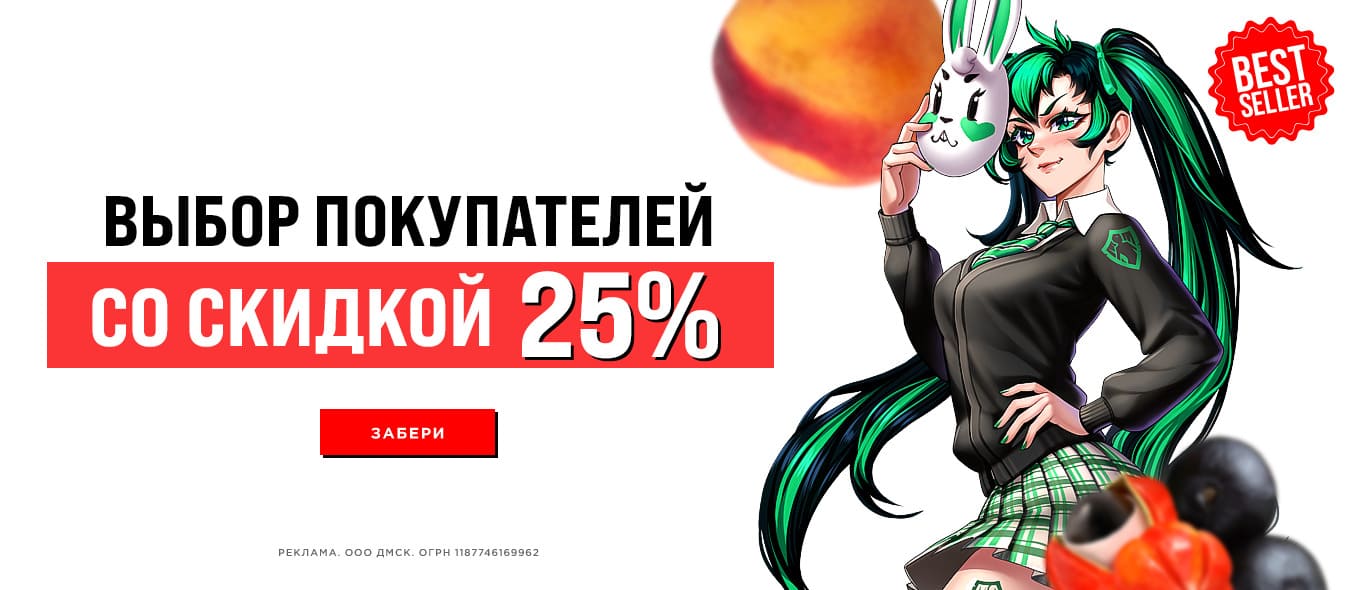 BEST
SELLER
ВЫБОР ПОКУПАТЕЛЕЙ
СО СКИДКОЙ 25%
ЗАБЕРИ
РЕКЛАМА. ООО ДМСК. ОГРН 1187746169962